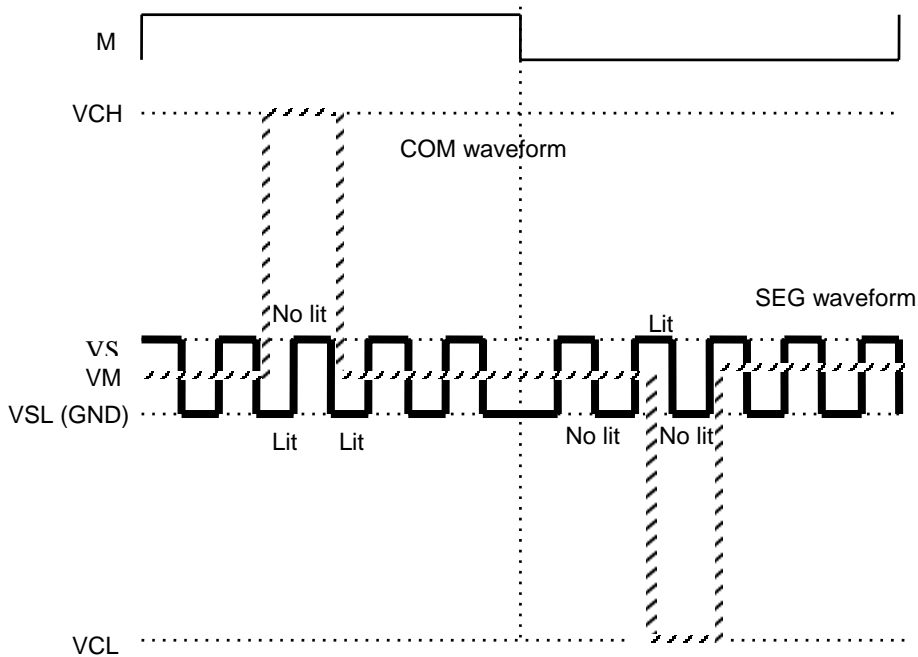 M
VCH
COM waveform
SEG waveform
No lit
Lit
VS
VM
VSL (GND)
Lit
Lit
No lit
No lit
VCL